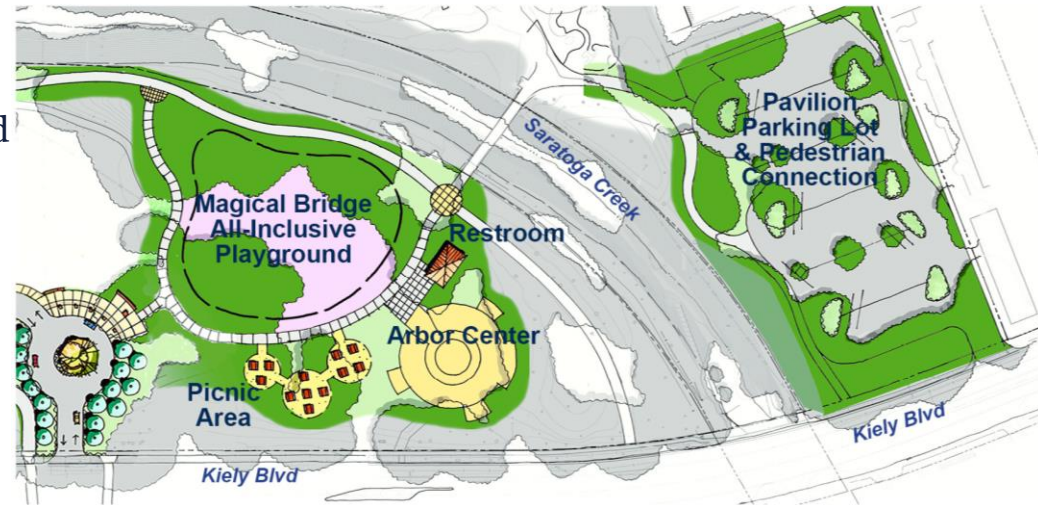 d
Magical Bridge
All-Inclusive
Playground
Restroom
Arbor Center
Picnic
Area
Kiely Blvd
Saratoga Creek
Pavilion
Parking Lot
& Pedestrian
Connection
Kiely Blvd